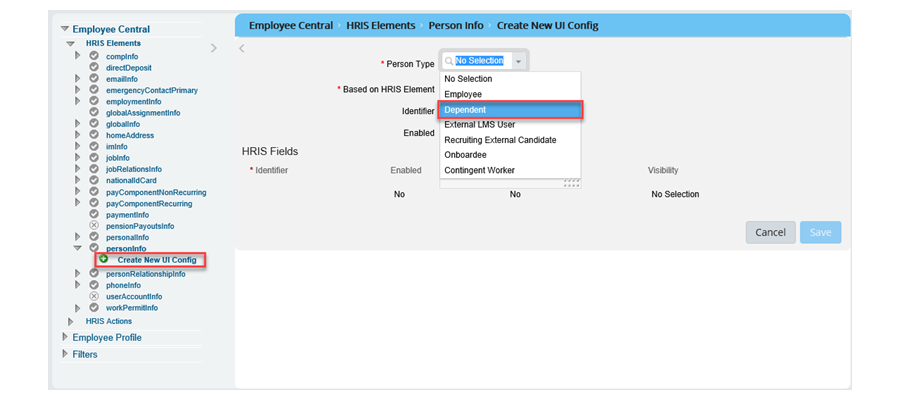 Employee Central
HRIS Elements
compInfo
directDeposit
emailInfo
emergencyContactPrimary
employmentInfo
globalAssignmentInfo
globalInfo
homeAddress
imInfo
jobInfo
jobRelationsInfo
nationalIdCard
payComponentNonRecurring
payComponentRecurring
paymentInfo
pensionPayoutsInfo
personalInfo
personInfo
Create New UI Config
personRelationshipInfo
phoneInfo
userAccountInfo
workPermitInfo
HRIS Actions
Employee Profile
Filters
Employee Central › HRIS Elements › Person Info › Create New UI Config
* Person Type No Selection
* Based on HRIS Element
Identifier
Enabled
No Selection
Employee
Dependent
External LMS User
Recruiting External Candidate
Onboardee
Contingent Worker
HRIS Fields
* Identifier Enabled Visibility
No No No Selection
Cancel Save